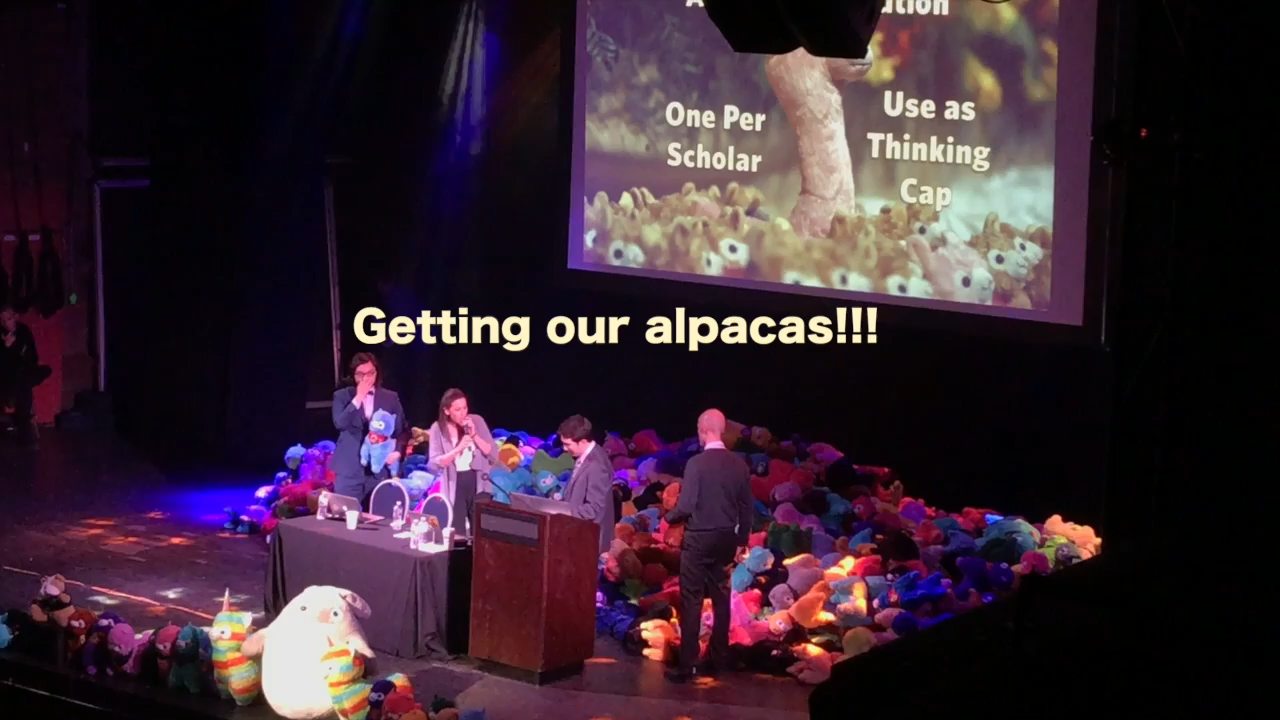 One Per
Scholar
Use as
Thinking
Cap
Getting our alpacas!!!